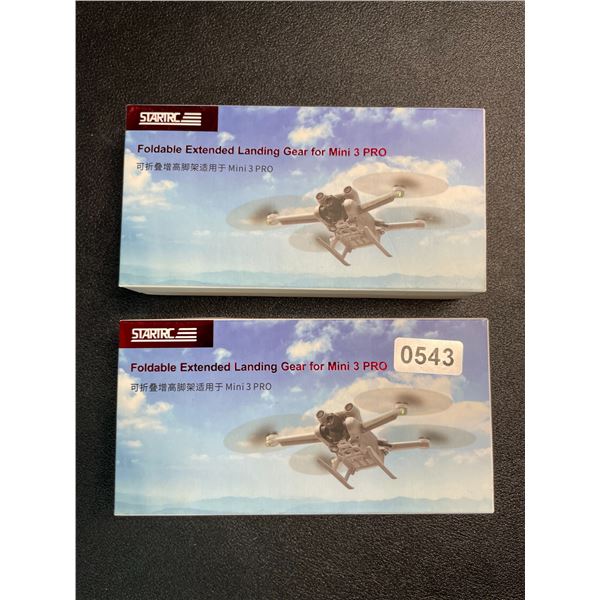 STARTRC
Foldable Extended Landing Gear for Mini 3 PRO
可折叠增高脚架适用于 Mini 3 PRO
STARTRC
Foldable Extended Landing Gear for Mini 3 PRO
0543
可折叠增高脚架适用于 Mini 3 PRO